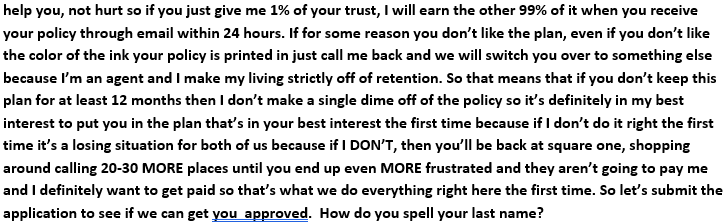 help you, not hurt so if you just give me 1% of your trust, I will earn the other 99% of it when you receive
your policy through email within 24 hours. If for some reason you don’t like the plan, even if you don’t like
the color of the ink your policy is printed in just call me back and we will switch you over to something else
because I’m an agent and I make my living strictly off of retention. So that means that if you don’t keep this
plan for at least 12 months then I don’t make a single dime off of the policy so it’s definitely in my best
interest to put you in the plan that’s in your best interest the first time because if I don’t do it right the first
time it’s a losing situation for both of us because if I DON’T, then you’ll be back at square one, shopping
around calling 20-30 MORE places until you end up even MORE frustrated and they aren’t going to pay me
and I definitely want to get paid so that’s what we do everything right here the first time. So let’s submit the
application to see if we can get you  approved.  How do you spell your last name?